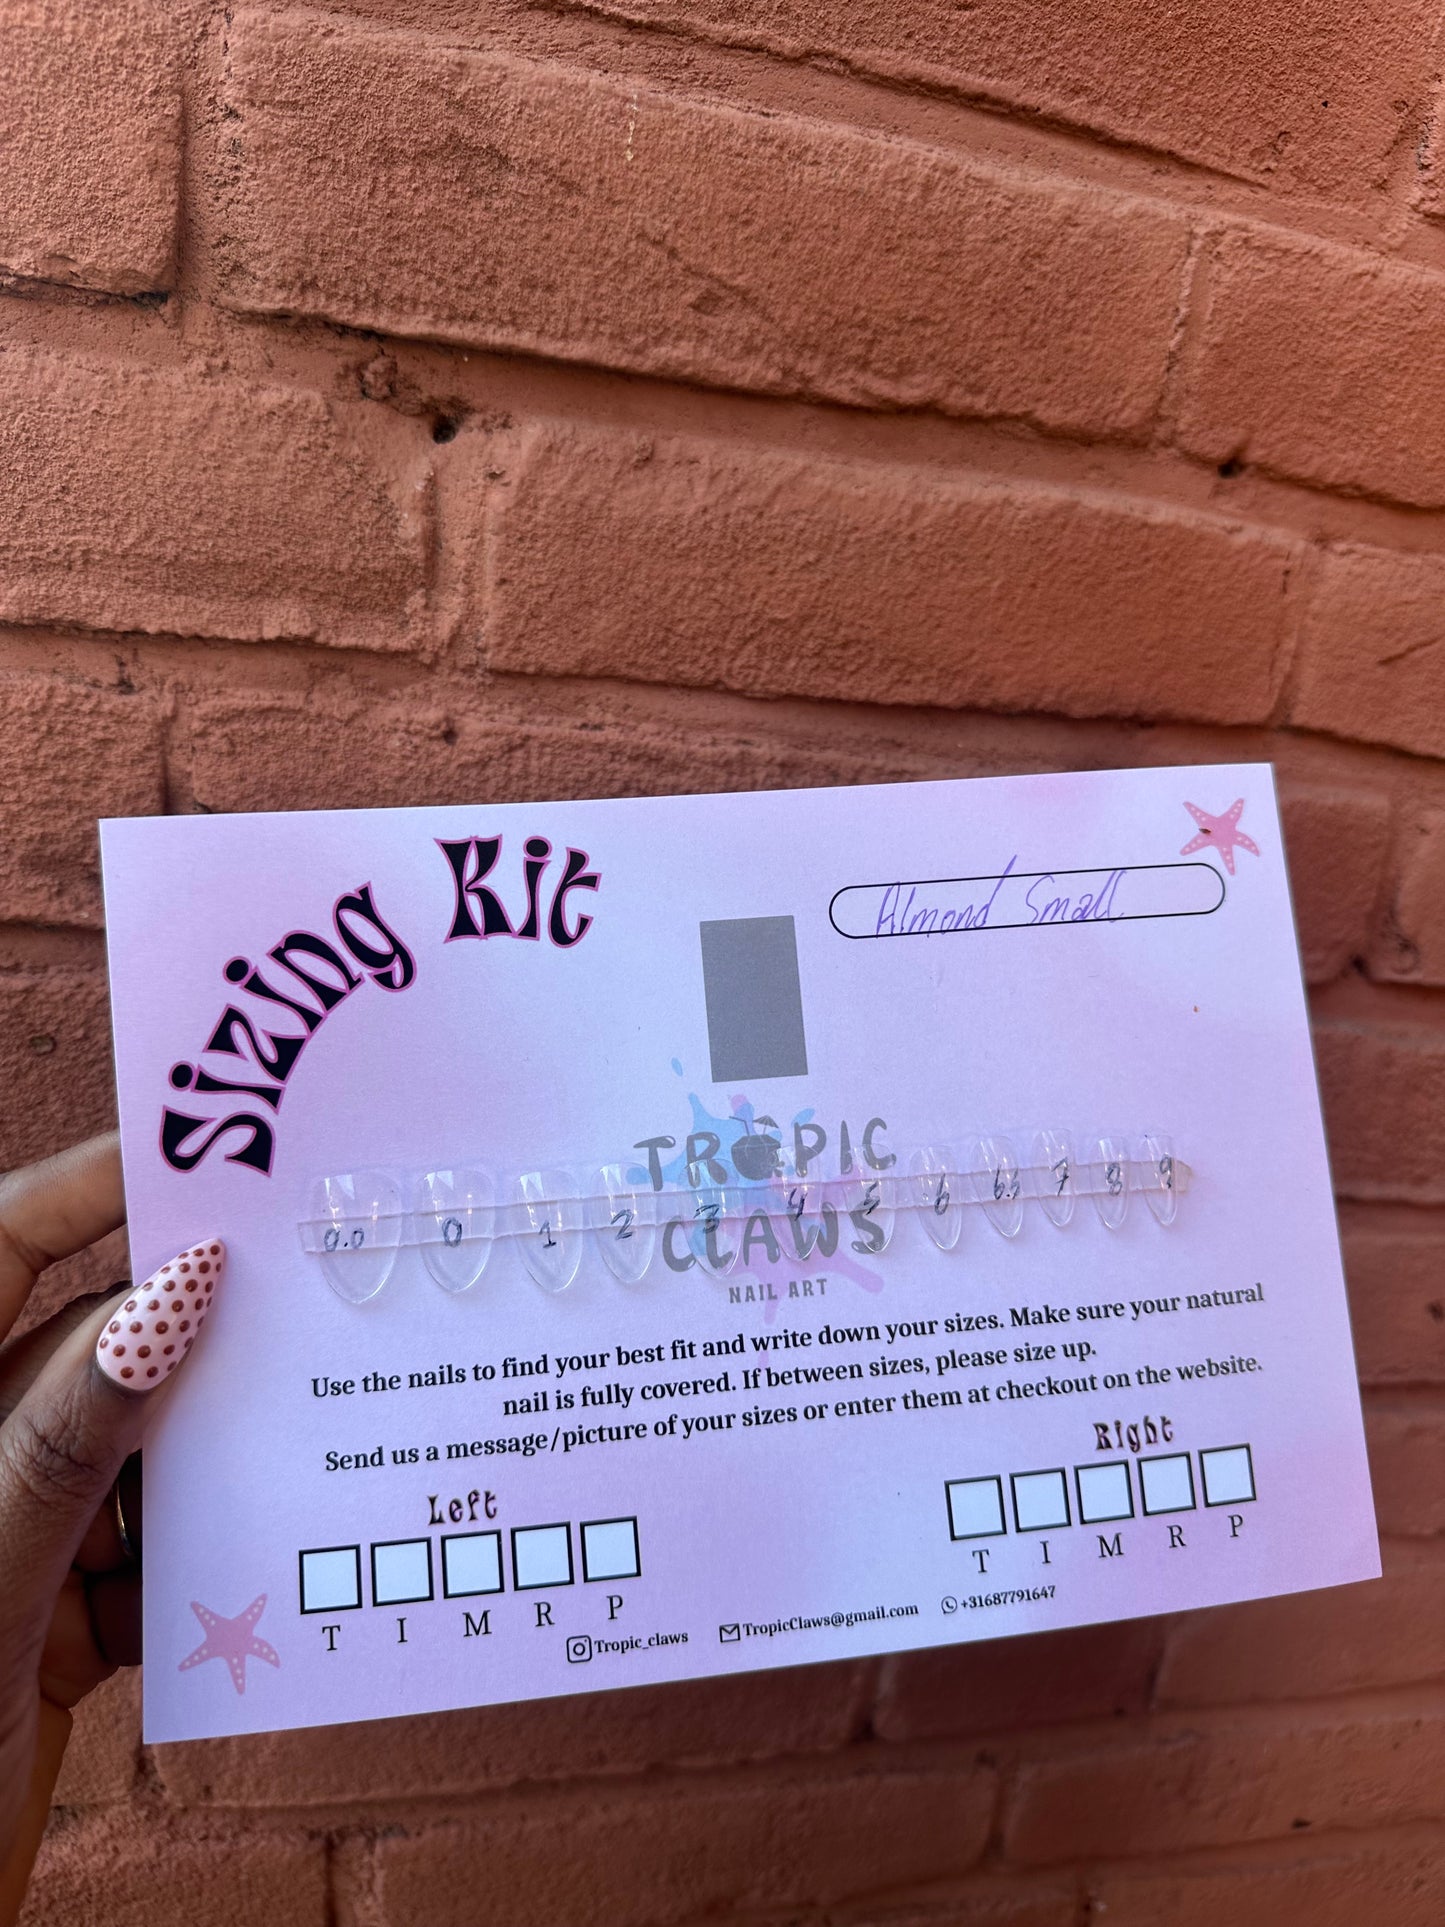 Sizing Kit
Almond Small
TROPIC
CLAWS
NAIL ART
0.0 0 1 2 3 4 5 6 6.5 7 8 9
Use the nails to find your best fit and write down your sizes. Make sure your natural
nail is fully covered. If between sizes, please size up.
Send us a message/picture of your sizes or enter them at checkout on the website.
Left
T I M R P
Right
T I M R P
Tropic_claws TropicClaws@gmail.com +31687791647